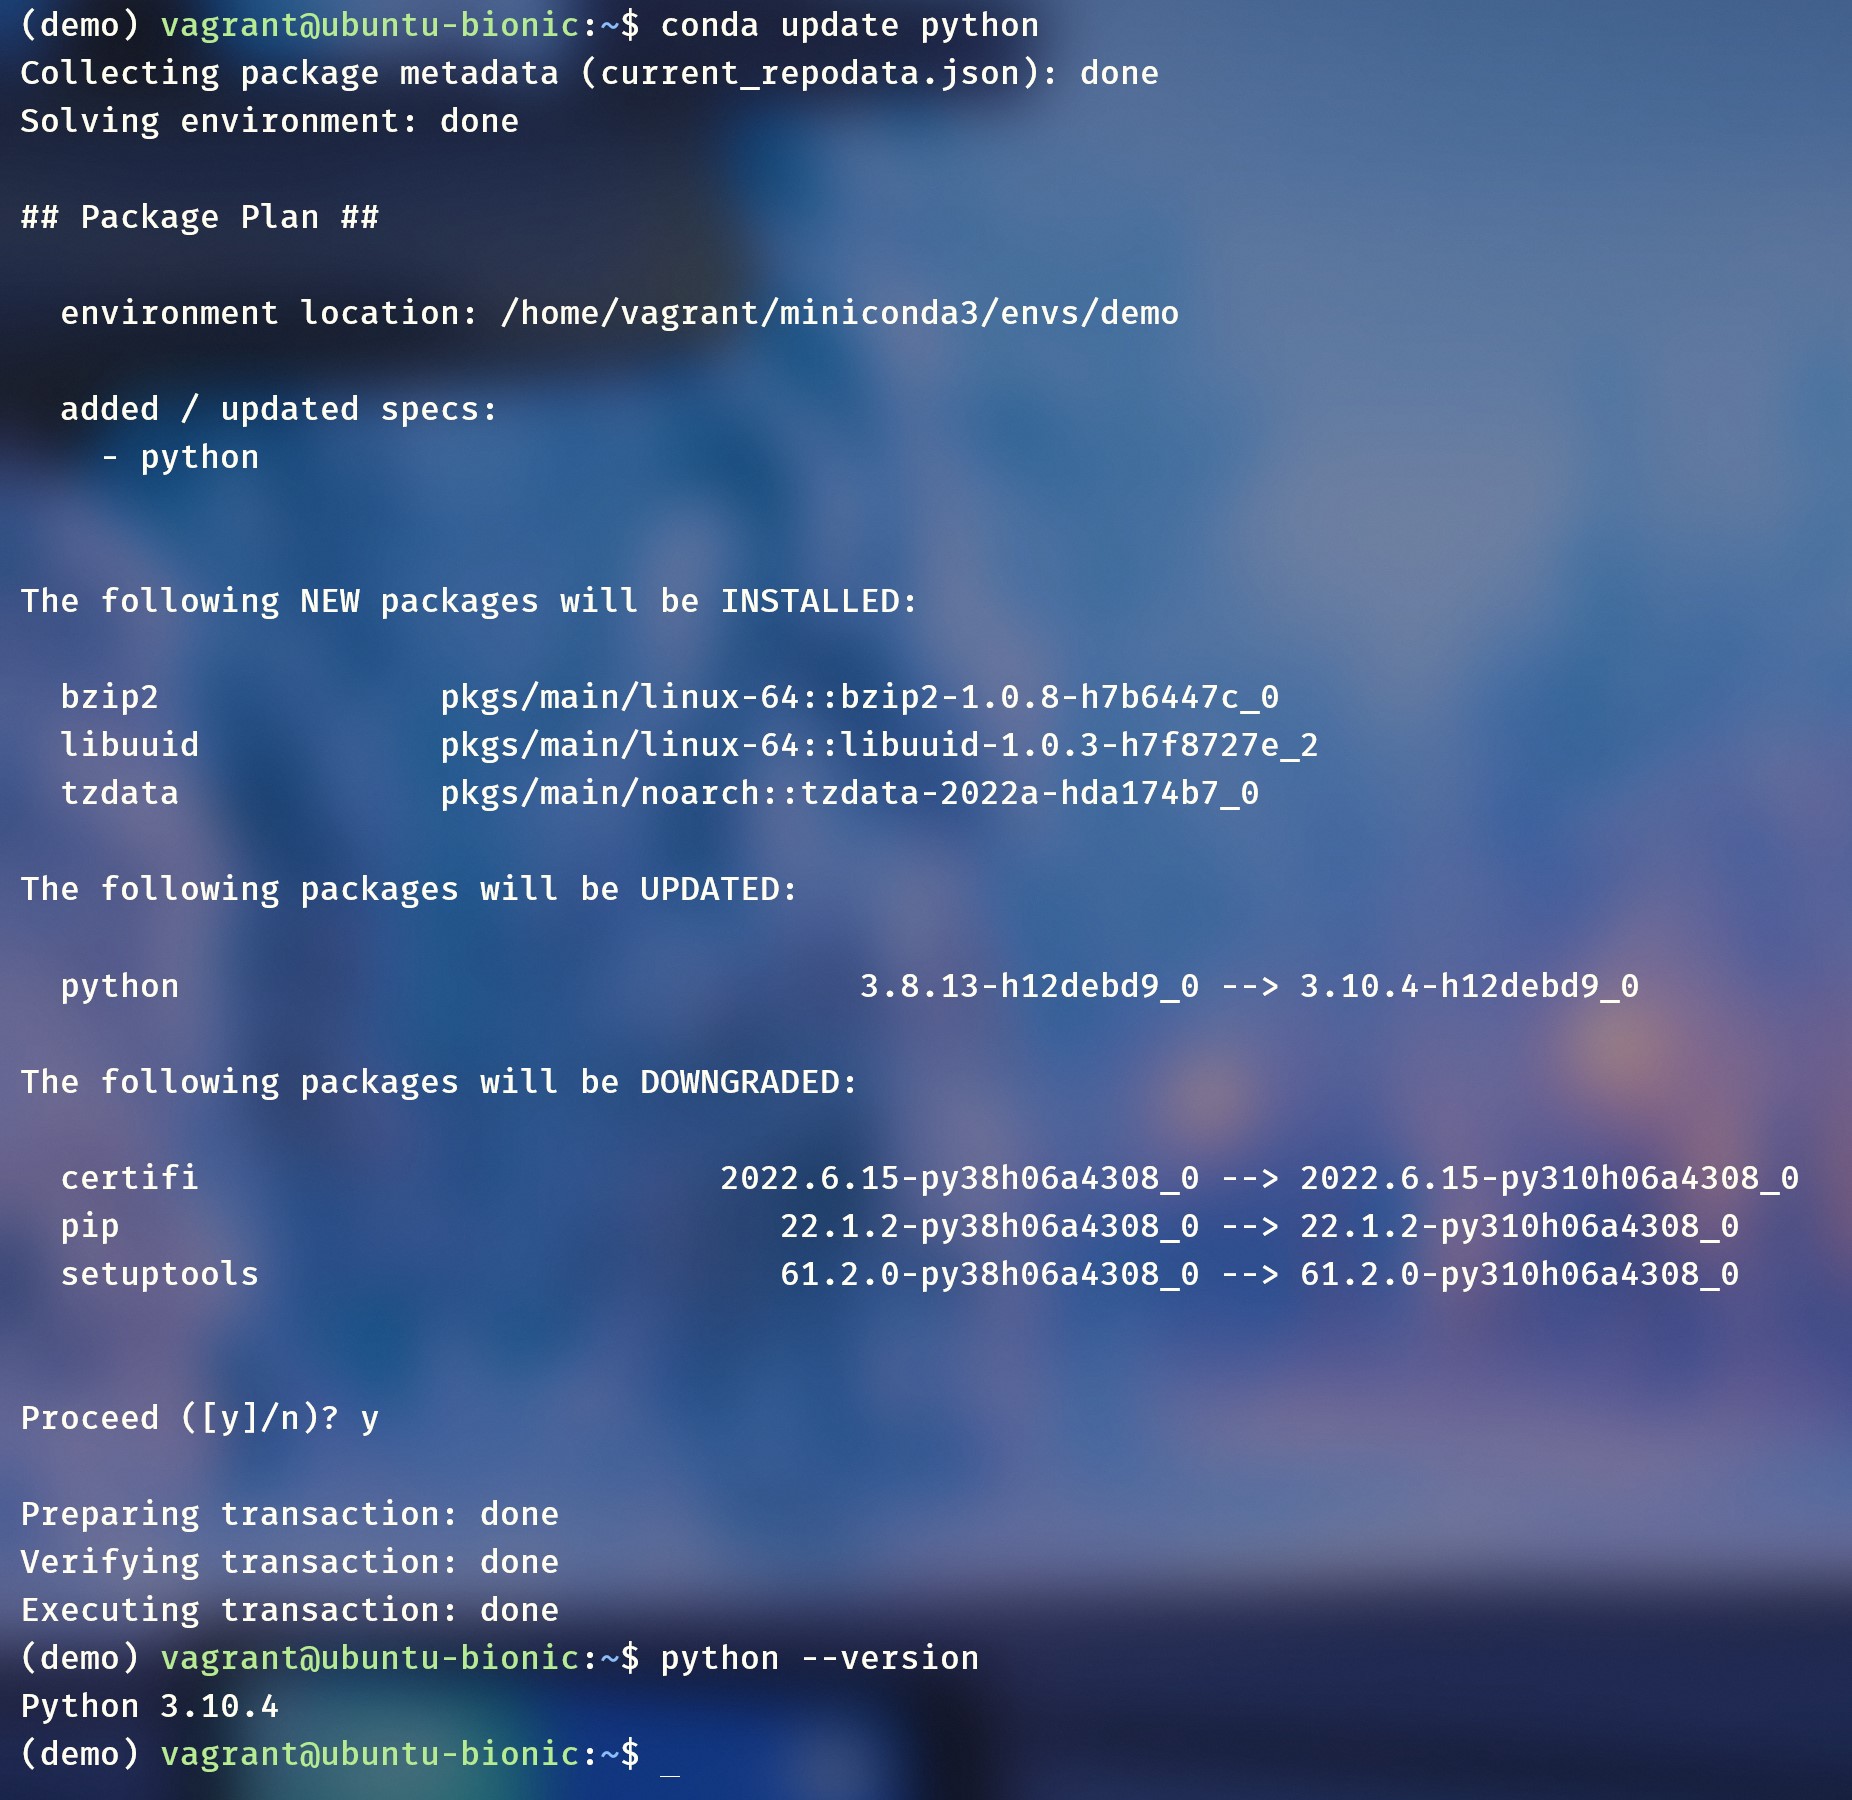 (demo) vagrant@ubuntu-bionic:~$ conda update python
Collecting package metadata (current_repodata.json): done
Solving environment: done

## Package Plan ##

  environment location: /home/vagrant/miniconda3/envs/demo

  added / updated specs:
    - python


The following NEW packages will be INSTALLED:

  bzip2              pkgs/main/linux-64::bzip2-1.0.8-h7b6447c_0
  libuuid            pkgs/main/linux-64::libuuid-1.0.3-h7f8727e_2
  tzdata             pkgs/main/noarch::tzdata-2022a-hda174b7_0

The following packages will be UPDATED:

  python                                  3.8.13-h12debd9_0 --> 3.10.4-h12debd9_0

The following packages will be DOWNGRADED:

  certifi                          2022.6.15-py38h06a4308_0 --> 2022.6.15-py310h06a4308_0
  pip                                 22.1.2-py38h06a4308_0 --> 22.1.2-py310h06a4308_0
  setuptools                          61.2.0-py38h06a4308_0 --> 61.2.0-py310h06a4308_0


Proceed ([y]/n)? y

Preparing transaction: done
Verifying transaction: done
Executing transaction: done
(demo) vagrant@ubuntu-bionic:~$ python --version
Python 3.10.4
(demo) vagrant@ubuntu-bionic:~$ _